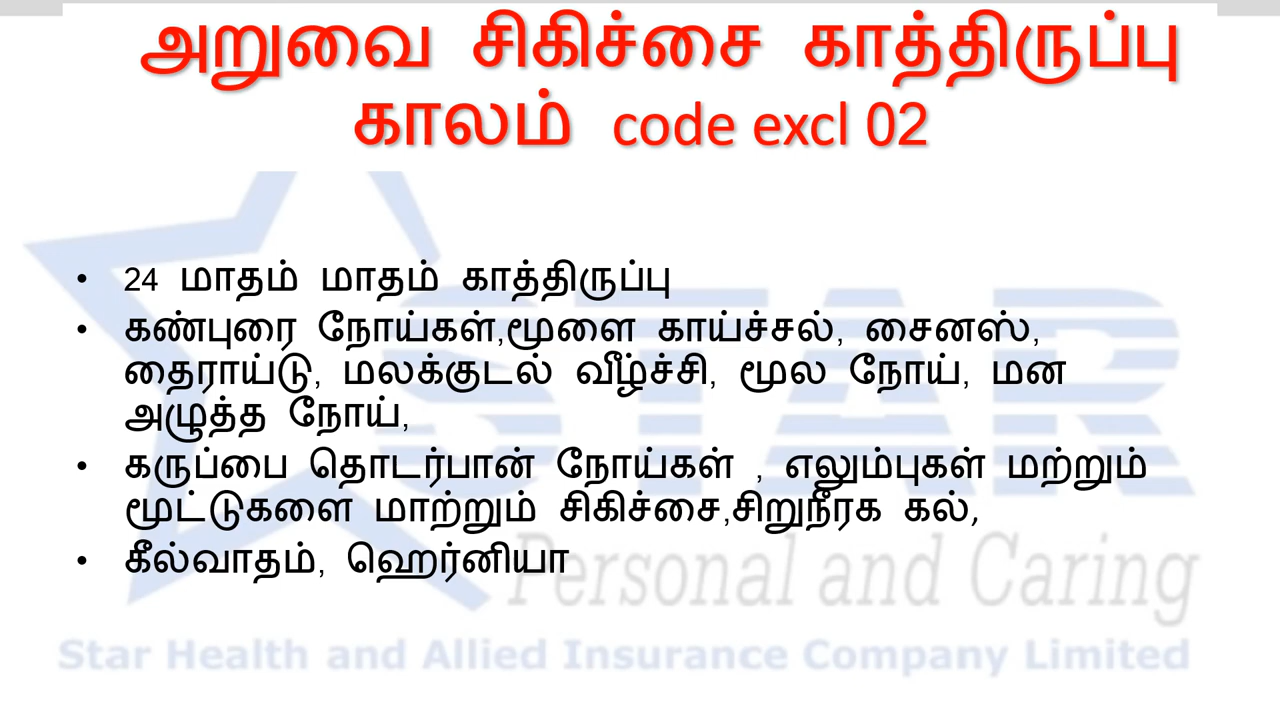 அறுவை சிகிச்சை காத்திருப்பு
காலம் code excl 02
• 24 மாதம் மாதம் காத்திருப்பு
• கண்புரை நோய்கள்,மூளை காய்ச்சல், சைனஸ்,
தைராய்டு, மலக்குடல் வீழ்ச்சி, மூல நோய், மன
அழுத்த நோய்,
• கருப்பை தொடர்பான் நோய்கள் , எலும்புகள் மற்றும்
மூட்டுகளை மாற்றும் சிகிச்சை,சிறுநீரக கல்,
• கீல்வாதம், ஹெர்னியா
STAR
Personal and Caring
Star Health and Allied Insurance Company Limited